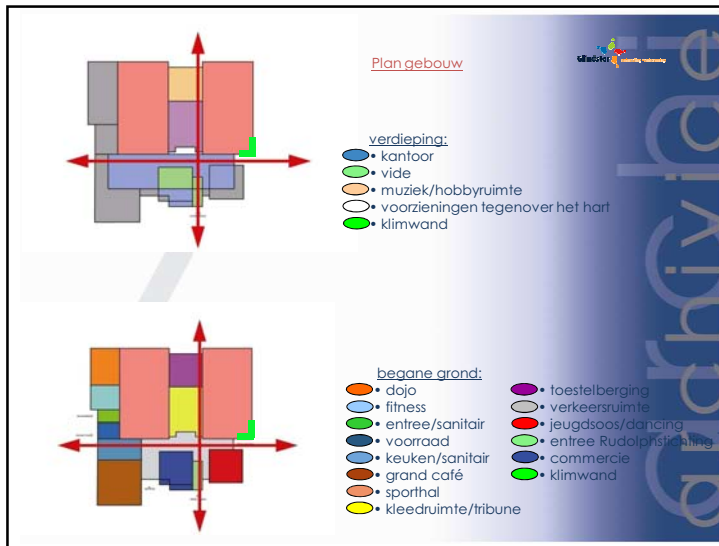 Plan gebouw
verdieping:
• kantoor
• vide
• muziek/hobbyruimte
• voorzieningen tegenover het hart
• klimwand
begane grond:
• dojo
• fitness
• entree/sanitair
• voorraad
• keuken/sanitair
• grand café
• sporthal
• kleedruimte/tribune
• toestelberging
• verkeersruimte
• jeugdsoos/dancing
• entree Rudolphstichting
• commercie
• klimwand